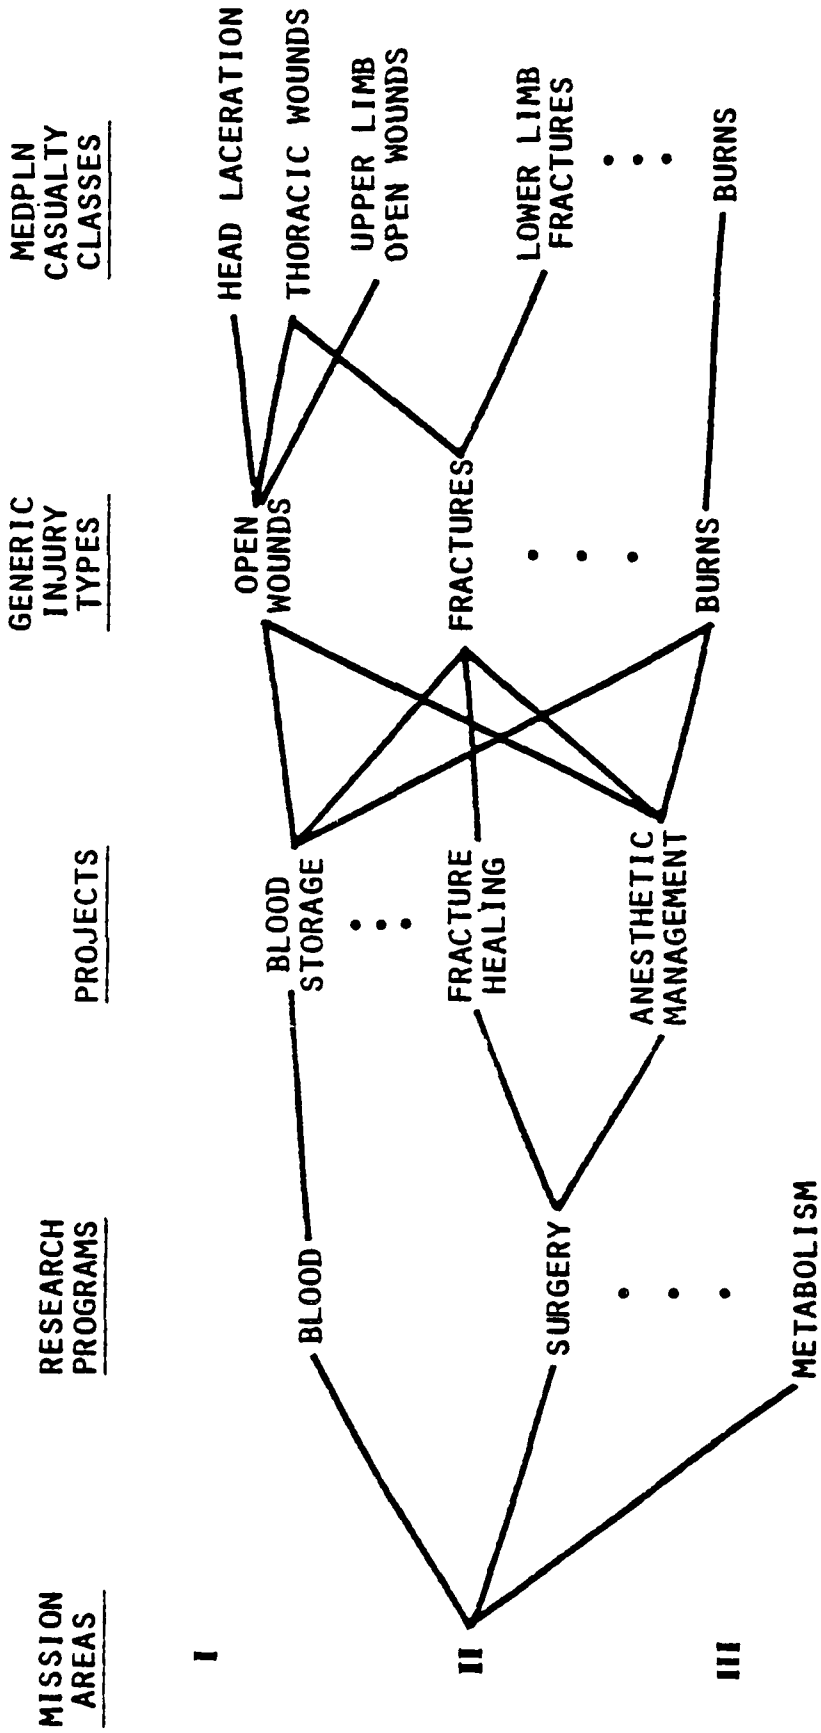 MISSION
AREAS
I
II
III
RESEARCH
PROGRAMS
BLOOD
SURGERY
METABOLISM
PROJECTS
BLOOD
STORAGE
FRACTURE
HEALING
ANESTHETIC
MANAGEMENT
GENERIC
INJURY
TYPES
OPEN
WOUNDS
FRACTURES
BURNS
MEDPLN
CASUALTY
CLASSES
HEAD LACERATION
THORACIC WOUNDS
UPPER LIMB
OPEN WOUNDS
LOWER LIMB
FRACTURES
BURNS